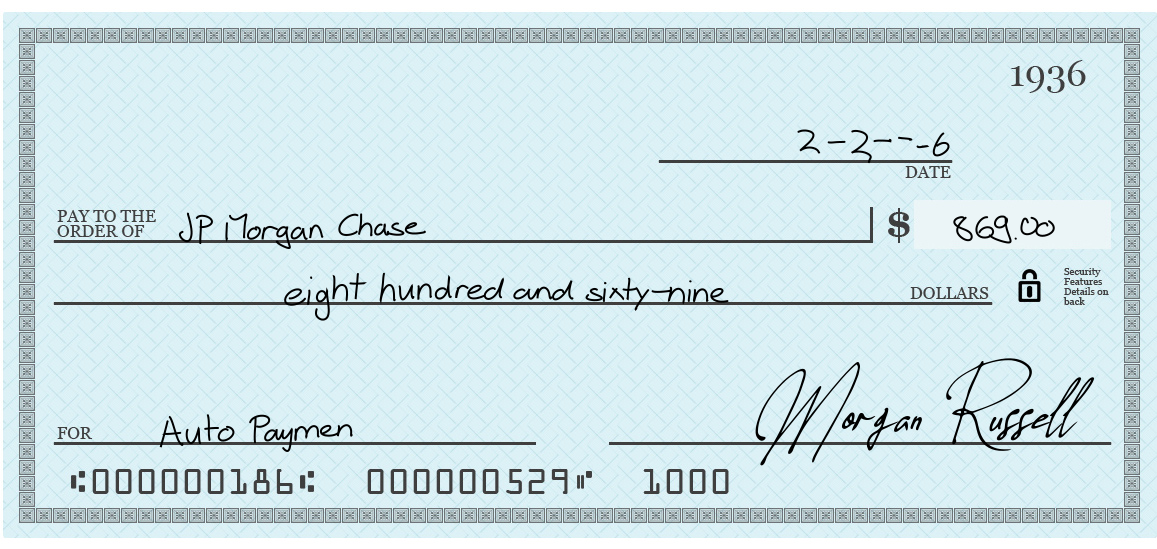 1936
2-2---6
DATE
PAY TO THE
ORDER OF JP Morgan Chase $ 869.00
eight hundred and sixty-nine DOLLARS
Security
Features
Details on
back
FOR Auto Paymen Morgan Russell
⑆000000186⑆ 000000529⑈ 1000